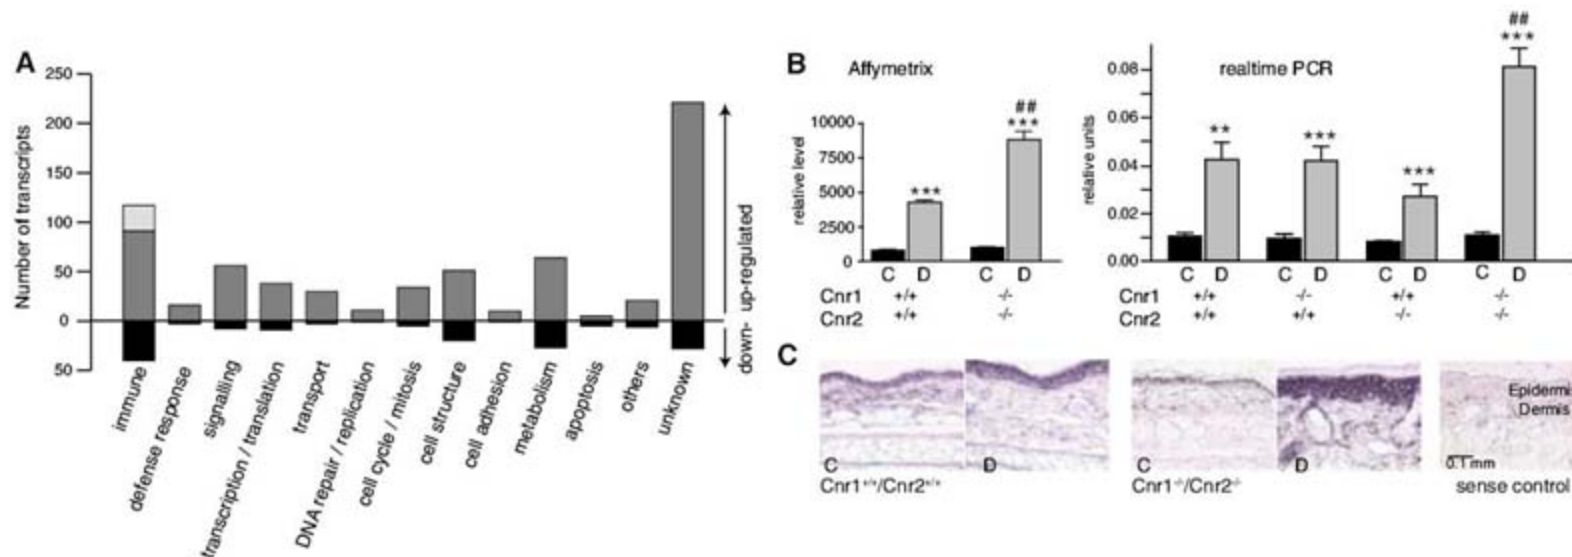 A
250
200
150
100
50
0
50
Number of transcripts
up-regulated
down-
immune
defense response
signalling
transcription / translation
transport
DNA repair / replication
cell cycle / mitosis
cell structure
cell adhesion
metabolism
apoptosis
others
unknown
B
Affymetrix
relative level
10000
7500
5000
2500
0
***
##
***
C D C D
Cnr1 +/+ -/-
Cnr2 +/+ -/-
realtime PCR
relative units
0.08
0.06
0.04
0.02
0.00
**
***
***
##
***
C D C D C D C D
Cnr1 +/+ -/- +/+ -/-
Cnr2 +/+ +/+ -/- -/-
C
C D C D
Epidermi
Dermis
0.1 mm
Cnr1+/+/Cnr2+/+ Cnr1-/-/Cnr2-/- sense control